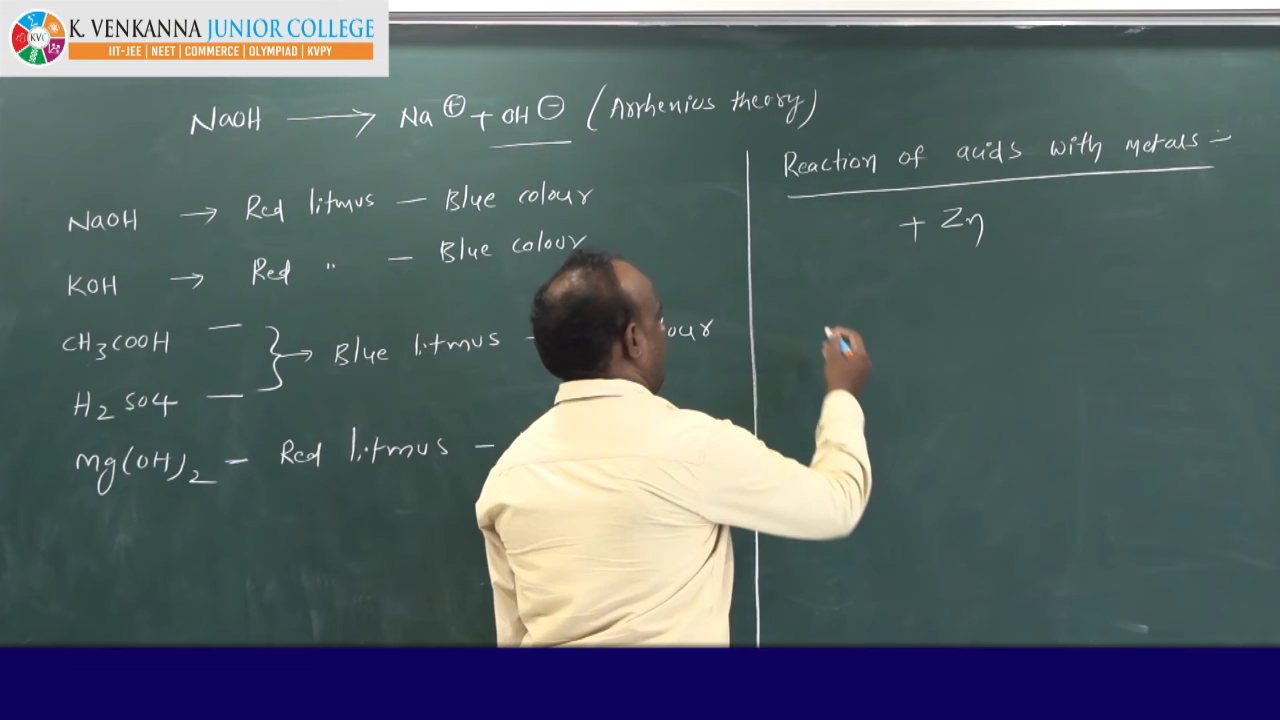 K. VENKANNA JUNIOR COLLEGE
KVC
IIT-JEE | NEET | COMMERCE | OLYMPIAD | KVPY
NaOH ⟶ Na⊕ + OH⊖ (Arrhenius theory)
NaOH → Red litmus — Blue colour
KOH → Red " — Blue colour
CH3COOH —
H2SO4 —
} → Blue litmus - our
Mg(OH)2 — Red litmus —
Reaction of acids with metals :-
+ Zn